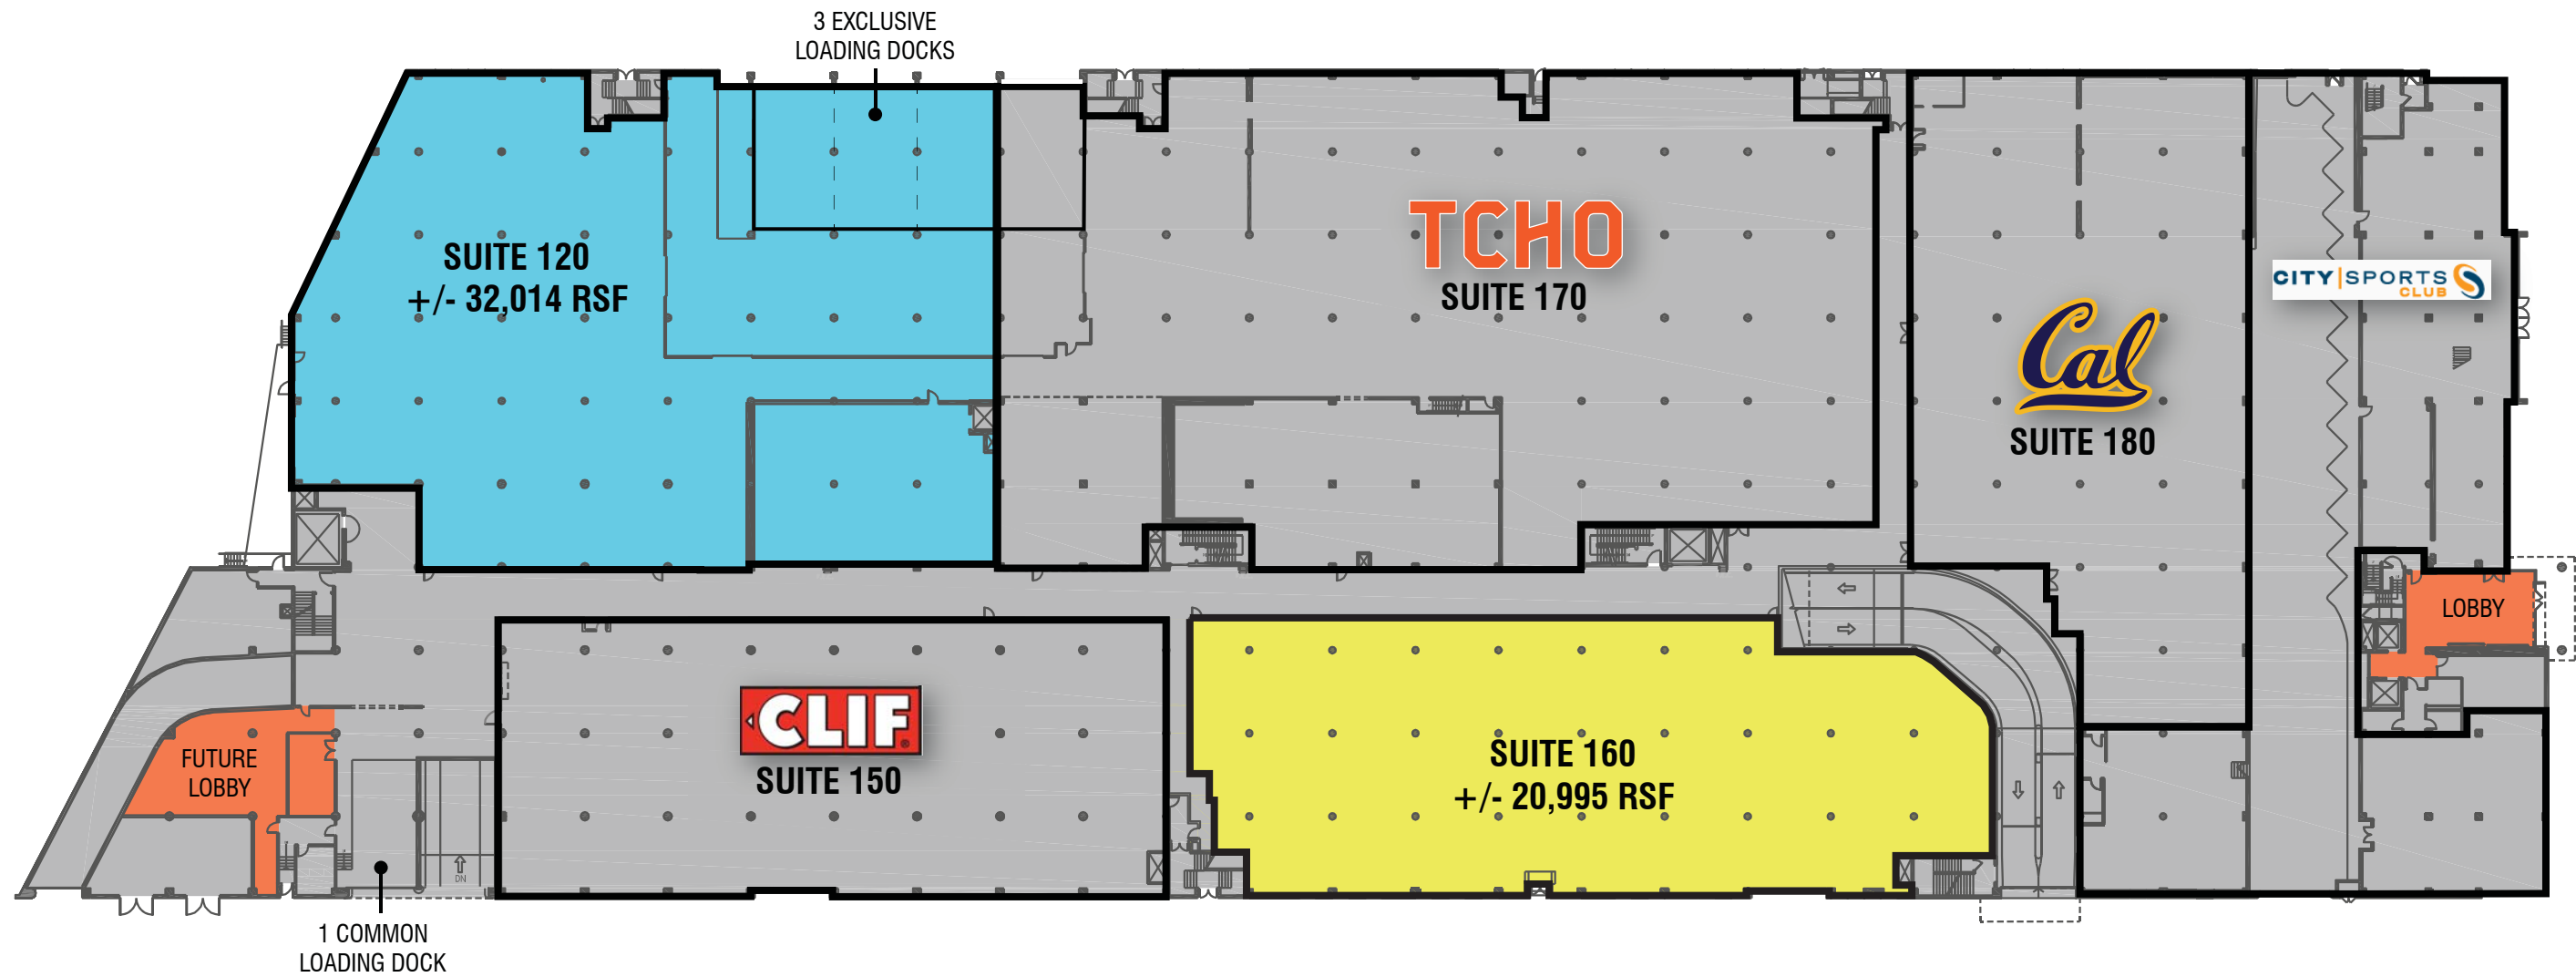 3 EXCLUSIVE
LOADING DOCKS
SUITE 120
+/- 32,014 RSF
TCHO
SUITE 170
Cal
SUITE 180
CITY SPORTS
CLUB
LOBBY
CLIF
SUITE 150
SUITE 160
+/- 20,995 RSF
FUTURE
LOBBY
DN
1 COMMON
LOADING DOCK